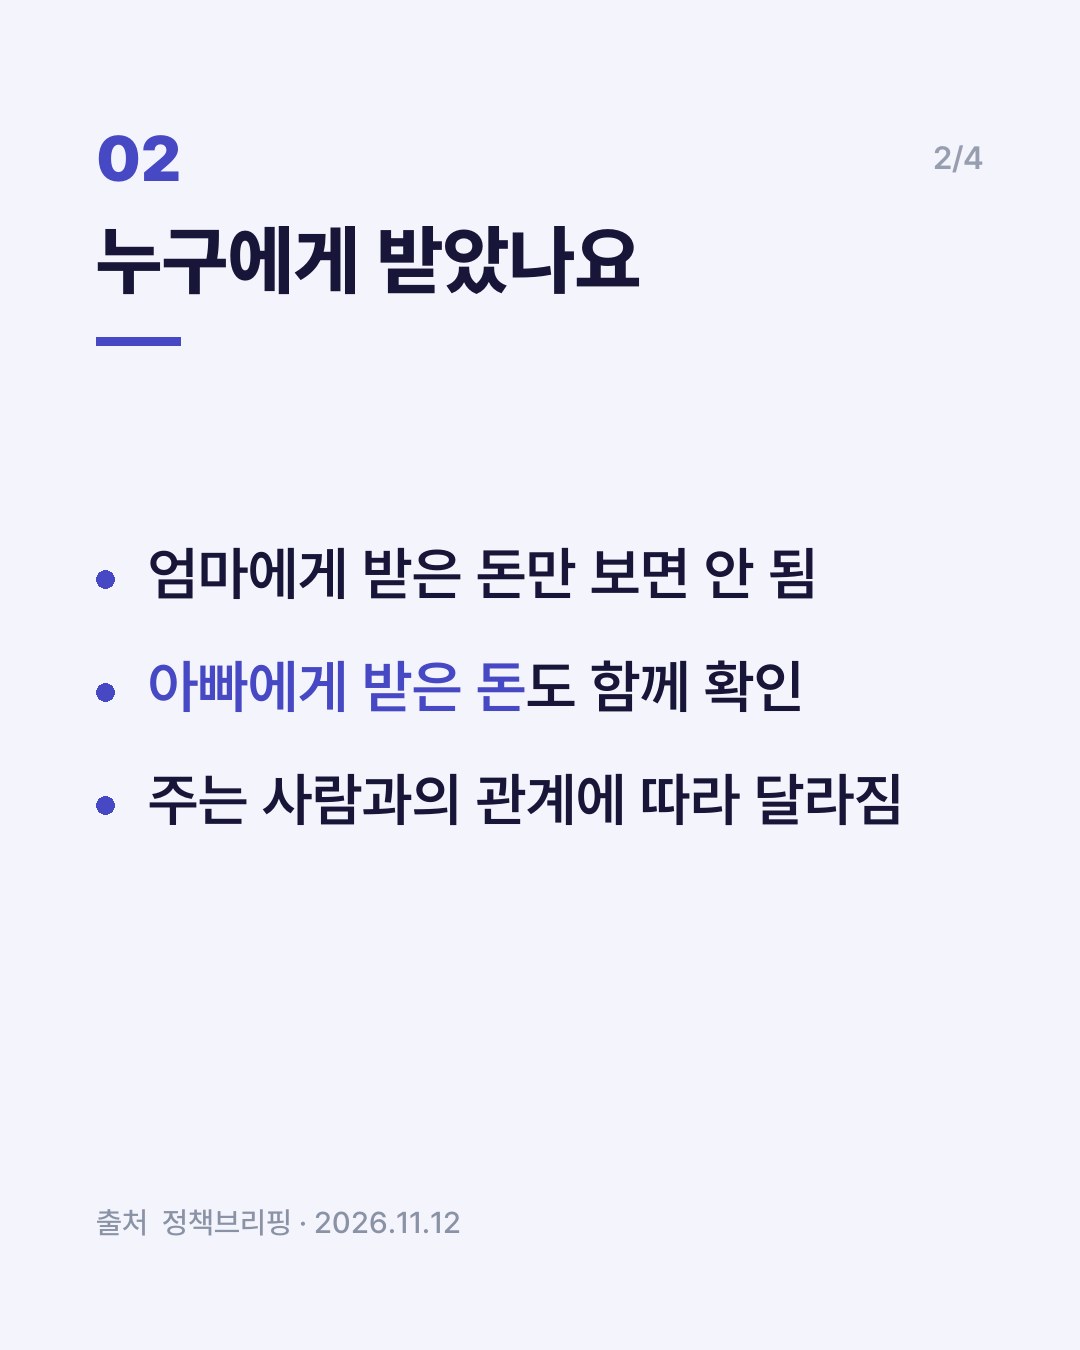 02
2/4
누구에게 받았나요
엄마에게 받은 돈만 보면 안 됨
아빠에게 받은 돈도 함께 확인
주는 사람과의 관계에 따라 달라짐
출처 정책브리핑 · 2026.11.12